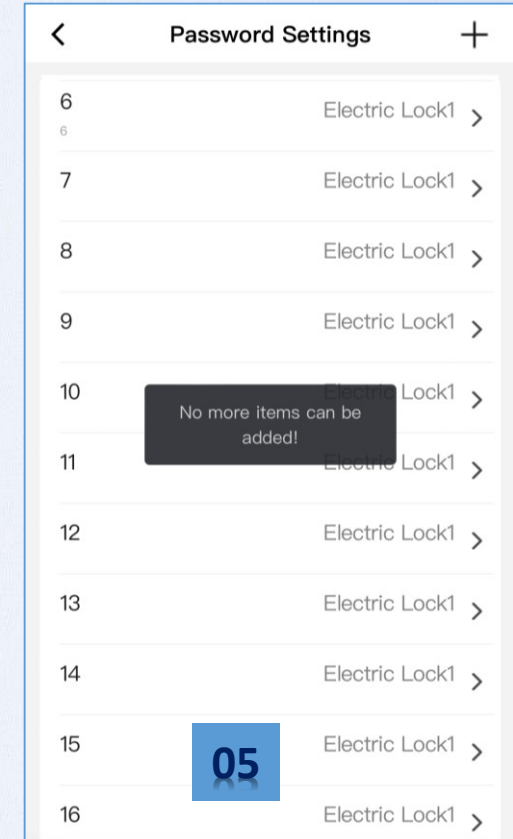 Password Settings
6 Electric Lock1
6
7 Electric Lock1
8 Electric Lock1
9 Electric Lock1
10 Electric Lock1
No more items can be
added!
11 Electric Lock1
12 Electric Lock1
13 Electric Lock1
14 Electric Lock1
15 Electric Lock1
05
16 Electric Lock1